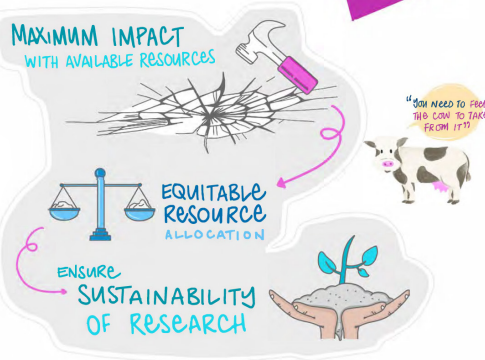 MAXIMUM IMPACT
WITH AVAILABLE RESOURCES
EQUITABLE
RESOURCE
ALLOCATION
ENSURE
SUSTAINABILITY
OF RESEARCH
"YOU NEED TO
THE COW TO TAKE
FROM IT"